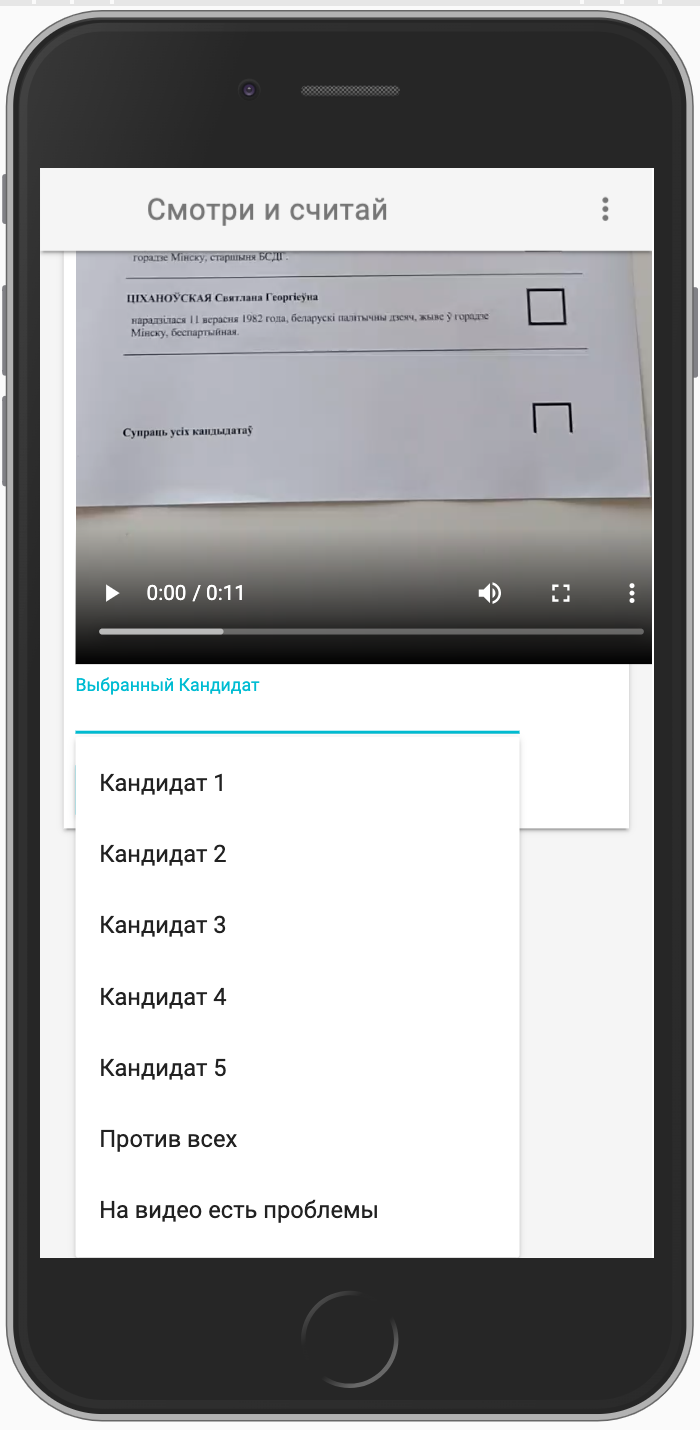 Смотри и считай
горадзе Мінску, старшыня БСДГ.
ЦІХАНОЎСКАЯ Святлана Георгіеўна
нарадзілася 11 верасня 1982 года, беларускі палітычны дзеяч, жыве ў горадзе
Мінску, беспартыйная.
Супраць усіх кандыдатаў
0:00 / 0:11
Выбранный Кандидат
Кандидат 1
Кандидат 2
Кандидат 3
Кандидат 4
Кандидат 5
Против всех
На видео есть проблемы